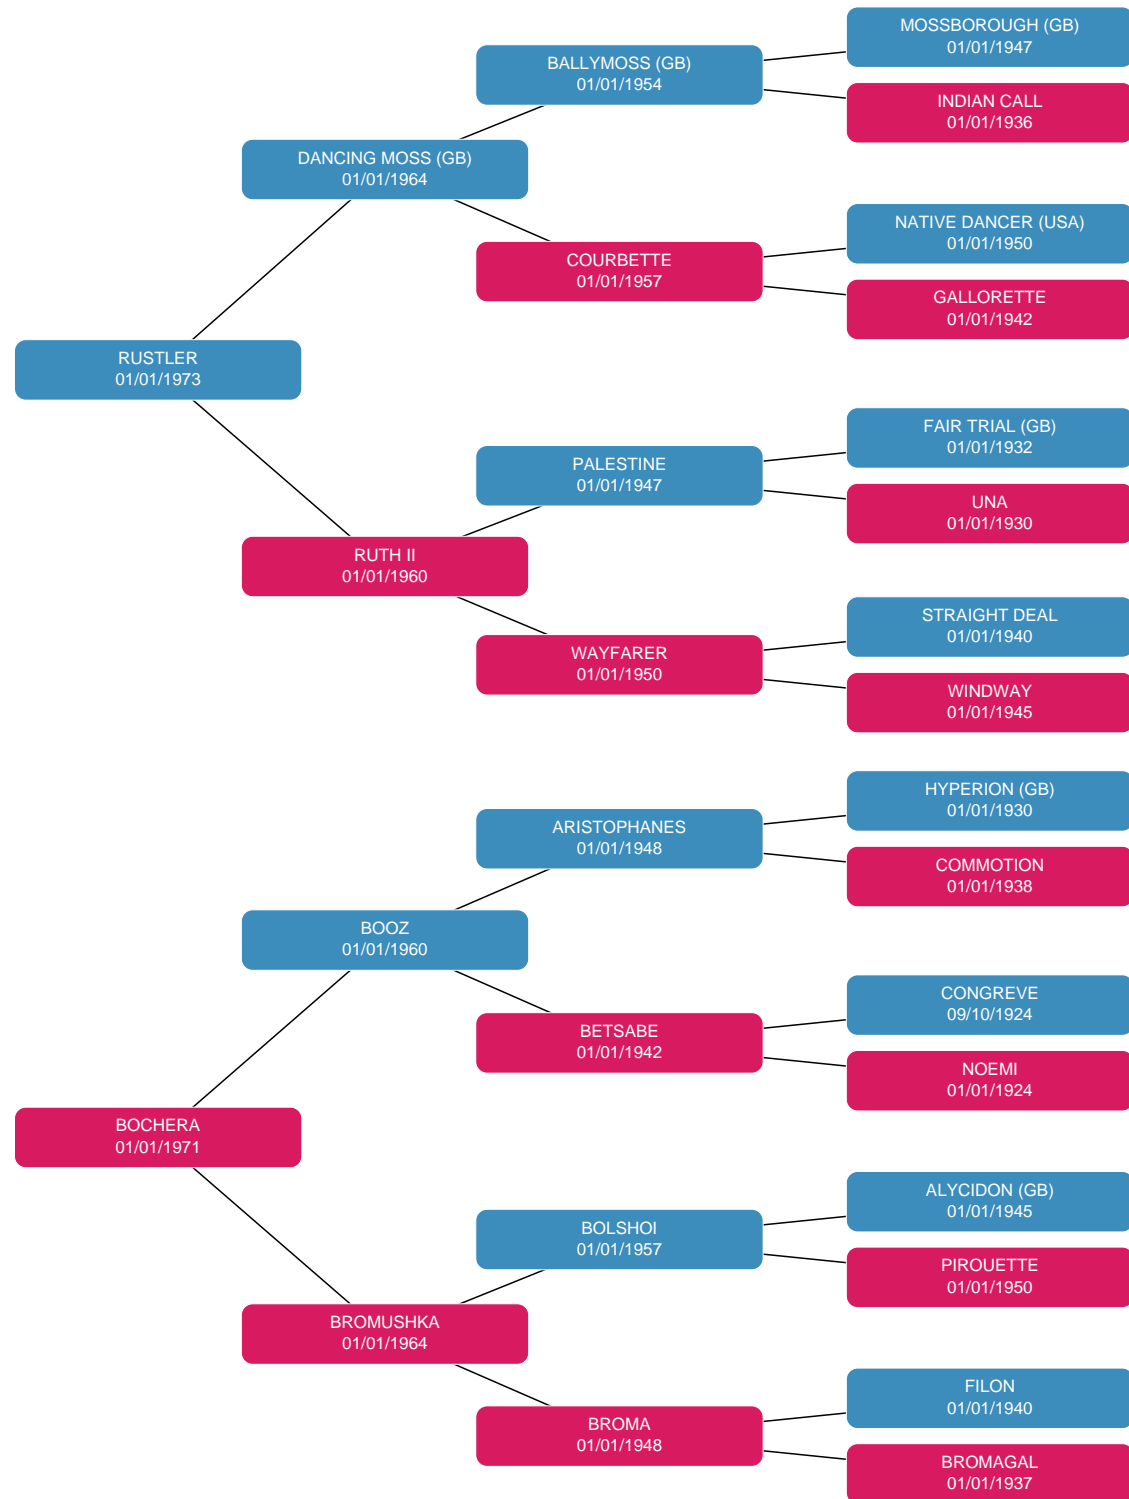 MOSSBOROUGH (GB)
01/01/1947
BALLYMOSS (GB)
01/01/1954
INDIAN CALL
01/01/1936
DANCING MOSS (GB)
01/01/1964
NATIVE DANCER (USA)
01/01/1950
COURBETTE
01/01/1957
GALLORETTE
01/01/1942
RUSTLER
01/01/1973
FAIR TRIAL (GB)
01/01/1932
PALESTINE
01/01/1947
UNA
01/01/1930
RUTH II
01/01/1960
STRAIGHT DEAL
01/01/1940
WAYFARER
01/01/1950
WINDWAY
01/01/1945
HYPERION (GB)
01/01/1930
ARISTOPHANES
01/01/1948
COMMOTION
01/01/1938
BOOZ
01/01/1960
CONGREVE
09/10/1924
BETSABE
01/01/1942
NOEMI
01/01/1924
BOCHERA
01/01/1971
ALYCIDON (GB)
01/01/1945
BOLSHOI
01/01/1957
PIROUETTE
01/01/1950
BROMUSHKA
01/01/1964
FILON
01/01/1940
BROMA
01/01/1948
BROMAGAL
01/01/1937